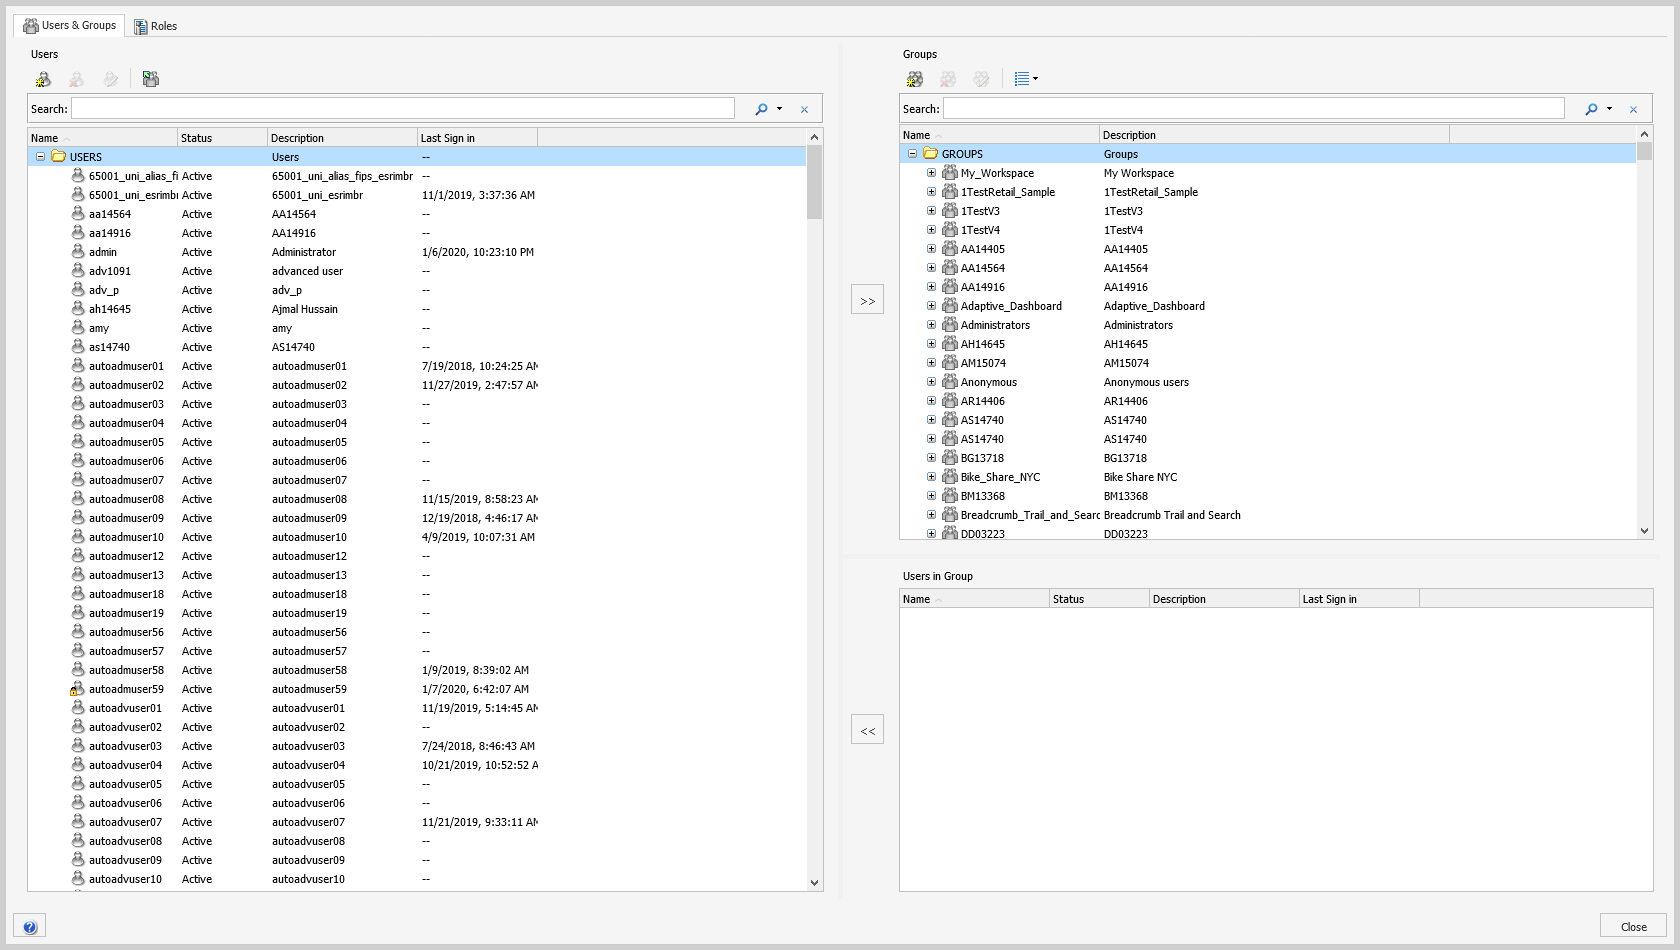 Users & Groups
Roles
Users
Search:
Name Status Description Last Sign in
USERS Users --
65001_uni_alias_fi Active 65001_uni_alias_fips_esrimbr --
65001_uni_esrimbr Active 65001_uni_esrimbr 11/1/2019, 3:37:36 AM
aa14564 Active AA14564 --
aa14916 Active AA14916 --
admin Active Administrator 1/6/2020, 10:23:10 PM
adv1091 Active advanced user --
adv_p Active adv_p --
ah14645 Active Ajmal Hussain --
amy Active amy --
as14740 Active AS14740 --
autoadmuser01 Active autoadmuser01 7/19/2018, 10:24:25 AM
autoadmuser02 Active autoadmuser02 11/27/2019, 2:47:57 AM
autoadmuser03 Active autoadmuser03 --
autoadmuser04 Active autoadmuser04 --
autoadmuser05 Active autoadmuser05 --
autoadmuser06 Active autoadmuser06 --
autoadmuser07 Active autoadmuser07 --
autoadmuser08 Active autoadmuser08 11/15/2019, 8:58:23 AM
autoadmuser09 Active autoadmuser09 12/19/2018, 4:46:17 AM
autoadmuser10 Active autoadmuser10 4/9/2019, 10:07:31 AM
autoadmuser12 Active autoadmuser12 --
autoadmuser13 Active autoadmuser13 --
autoadmuser18 Active autoadmuser18 --
autoadmuser19 Active autoadmuser19 --
autoadmuser56 Active autoadmuser56 --
autoadmuser57 Active autoadmuser57 --
autoadmuser58 Active autoadmuser58 1/9/2019, 8:39:02 AM
autoadmuser59 Active autoadmuser59 1/7/2020, 6:42:07 AM
autoadvuser01 Active autoadvuser01 11/19/2019, 5:14:45 AM
autoadvuser02 Active autoadvuser02 --
autoadvuser03 Active autoadvuser03 7/24/2018, 8:46:43 AM
autoadvuser04 Active autoadvuser04 10/21/2019, 10:52:52 A
autoadvuser05 Active autoadvuser05 --
autoadvuser06 Active autoadvuser06 --
autoadvuser07 Active autoadvuser07 11/21/2019, 9:33:11 AM
autoadvuser08 Active autoadvuser08 --
autoadvuser09 Active autoadvuser09 --
autoadvuser10 Active autoadvuser10 --
>>
<<
Groups
Search:
Name Description
GROUPS Groups
My_Workspace My Workspace
1TestRetail_Sample 1TestRetail_Sample
1TestV3 1TestV3
1TestV4 1TestV4
AA14405 AA14405
AA14564 AA14564
AA14916 AA14916
Adaptive_Dashboard Adaptive_Dashboard
Administrators Administrators
AH14645 AH14645
AM15074 AM15074
Anonymous Anonymous users
AR14406 AR14406
AS14740 AS14740
AS14740 AS14740
BG13718 BG13718
Bike_Share_NYC Bike Share NYC
BM13368 BM13368
Breadcrumb_Trail_and_Searc Breadcrumb Trail and Search
DD03223 DD03223
Users in Group
Name Status Description Last Sign in
?
Close